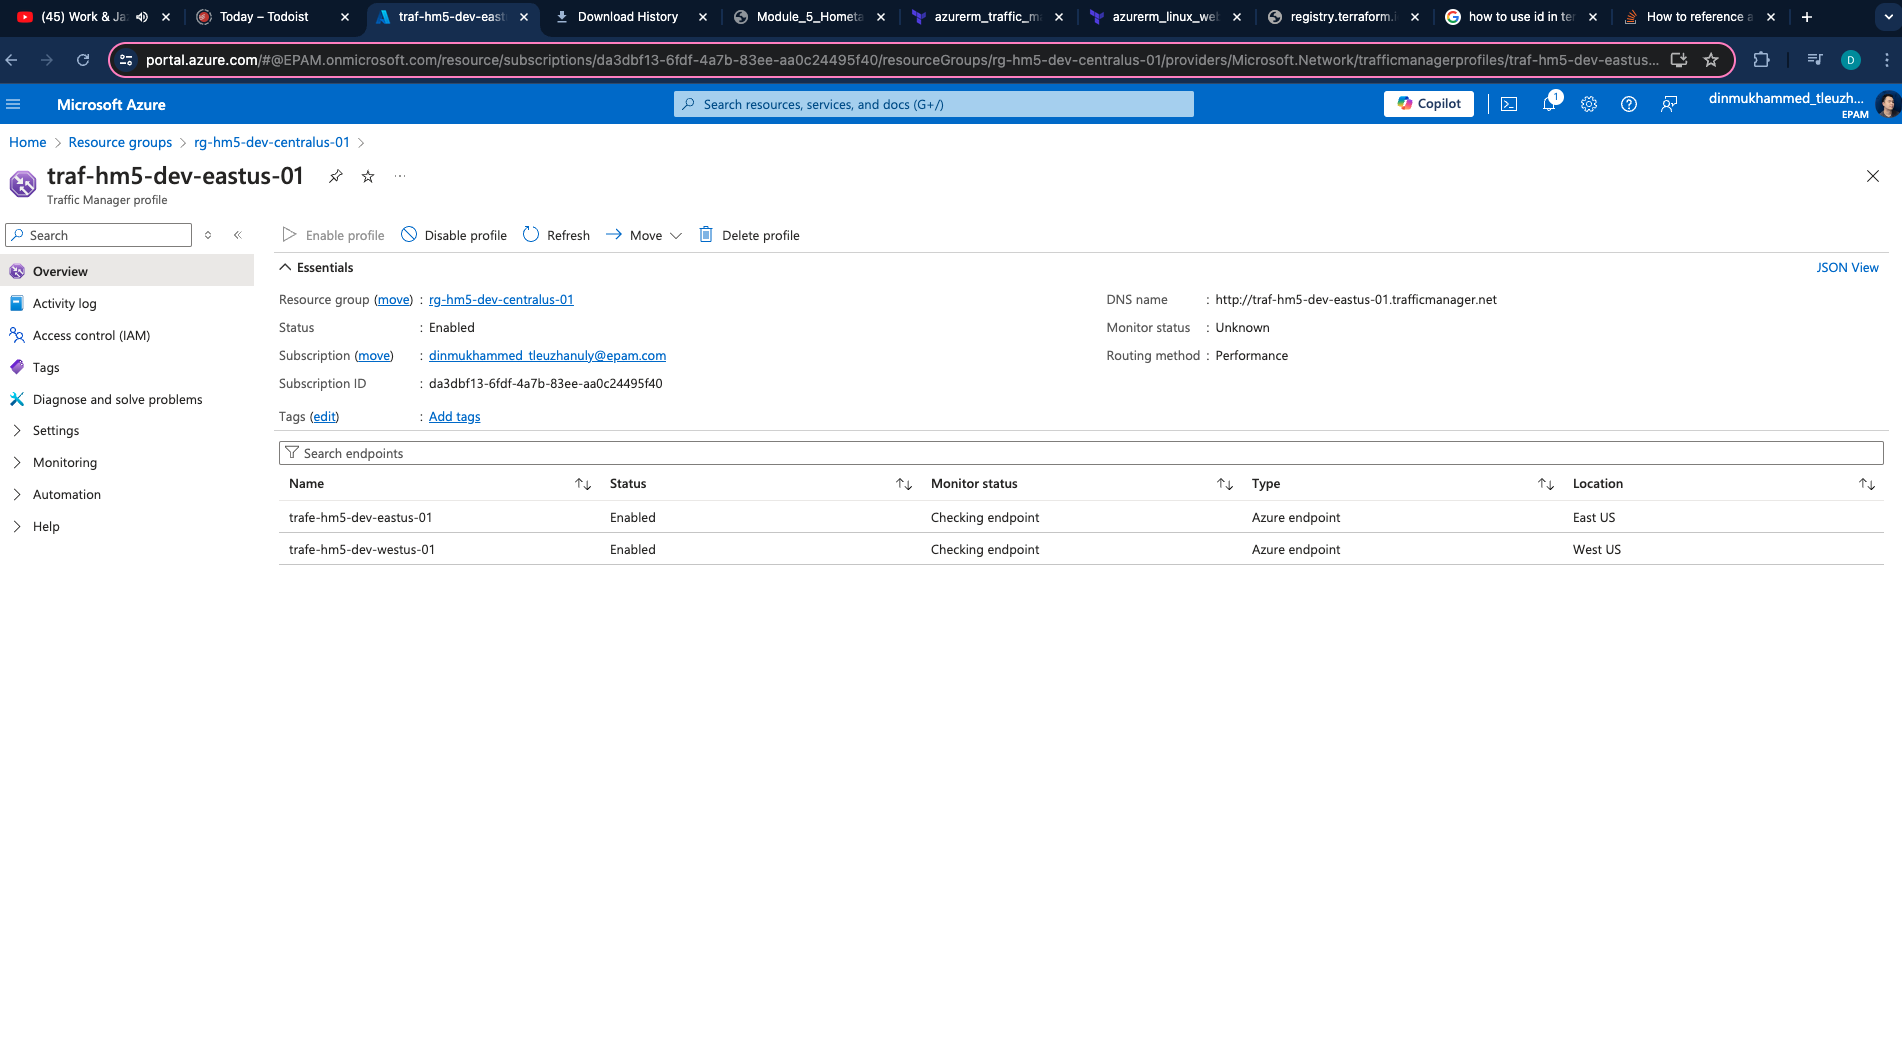 (45) Work & Ja
Today – Todoist
traf-hm5-dev-east
Download History
Module_5_Hometa
azurerm_traffic_ma
azurerm_linux_web
registry.terraform.i
how to use id in ter
How to reference a
portal.azure.com/#@EPAM.onmicrosoft.com/resource/subscriptions/da3dbf13-6fdf-4a7b-83ee-aa0c24495f40/resourceGroups/rg-hm5-dev-centralus-01/providers/Microsoft.Network/trafficmanagerprofiles/traf-hm5-dev-eastus...
D
Microsoft Azure
Search resources, services, and docs (G+/)
Copilot
1
dinmukhammed_tleuzh...
EPAM
Home > Resource groups > rg-hm5-dev-centralus-01 >
traf-hm5-dev-eastus-01
Traffic Manager profile
Search
Overview
Activity log
Access control (IAM)
Tags
Diagnose and solve problems
Settings
Monitoring
Automation
Help
Enable profile
Disable profile
Refresh
Move
Delete profile
Essentials
JSON View
Resource group (move) : rg-hm5-dev-centralus-01
Status : Enabled
Subscription (move) : dinmukhammed_tleuzhanuly@epam.com
Subscription ID : da3dbf13-6fdf-4a7b-83ee-aa0c24495f40
Tags (edit) : Add tags
DNS name : http://traf-hm5-dev-eastus-01.trafficmanager.net
Monitor status : Unknown
Routing method : Performance
Search endpoints
Name Status Monitor status Type Location
trafe-hm5-dev-eastus-01 Enabled Checking endpoint Azure endpoint East US
trafe-hm5-dev-westus-01 Enabled Checking endpoint Azure endpoint West US